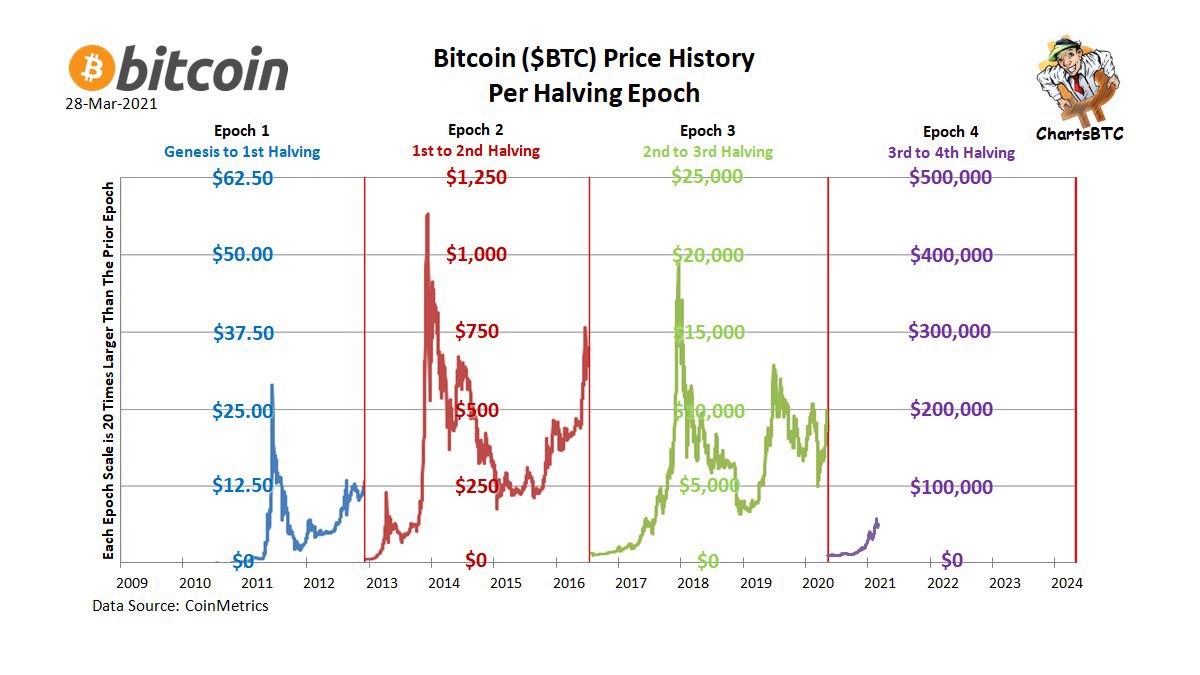 bitcoin
28-Mar-2021
Bitcoin ($BTC) Price History
Per Halving Epoch
ChartsBTC
Epoch 1
Genesis to 1st Halving
Epoch 2
1st to 2nd Halving
Epoch 3
2nd to 3rd Halving
Epoch 4
3rd to 4th Halving
Each Epoch Scale is 20 Times Larger Than The Prior Epoch
$62.50 $1,250 $25,000 $500,000
$50.00 $1,000 $20,000 $400,000
$37.50 $750 $15,000 $300,000
$25.00 $500 $10,000 $200,000
$12.50 $250 $5,000 $100,000
$0 $0 $0 $0
2009 2010 2011 2012 2013 2014 2015 2016 2017 2018 2019 2020 2021 2022 2023 2024
Data Source: CoinMetrics